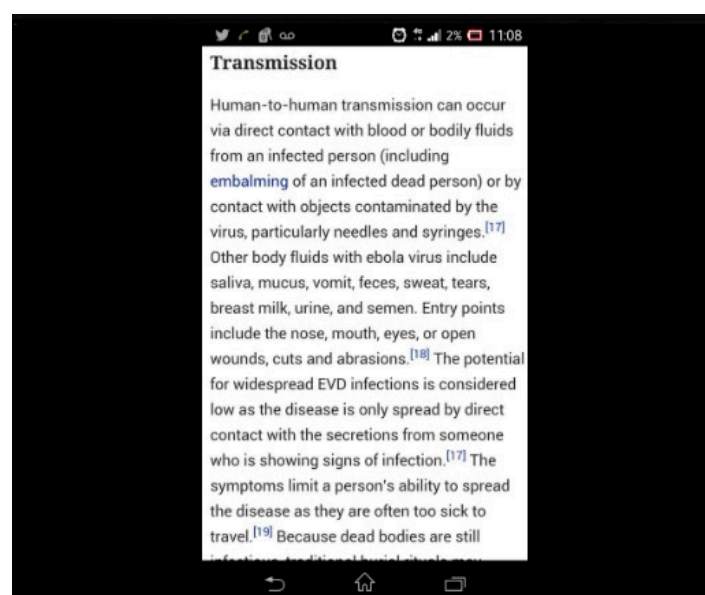 2% 11:08
Transmission
Human-to-human transmission can occur
via direct contact with blood or bodily fluids
from an infected person (including
embalming of an infected dead person) or by
contact with objects contaminated by the
virus, particularly needles and syringes.[17]
Other body fluids with ebola virus include
saliva, mucus, vomit, feces, sweat, tears,
breast milk, urine, and semen. Entry points
include the nose, mouth, eyes, or open
wounds, cuts and abrasions.[18] The potential
for widespread EVD infections is considered
low as the disease is only spread by direct
contact with the secretions from someone
who is showing signs of infection.[17] The
symptoms limit a person's ability to spread
the disease as they are often too sick to
travel.[19] Because dead bodies are still